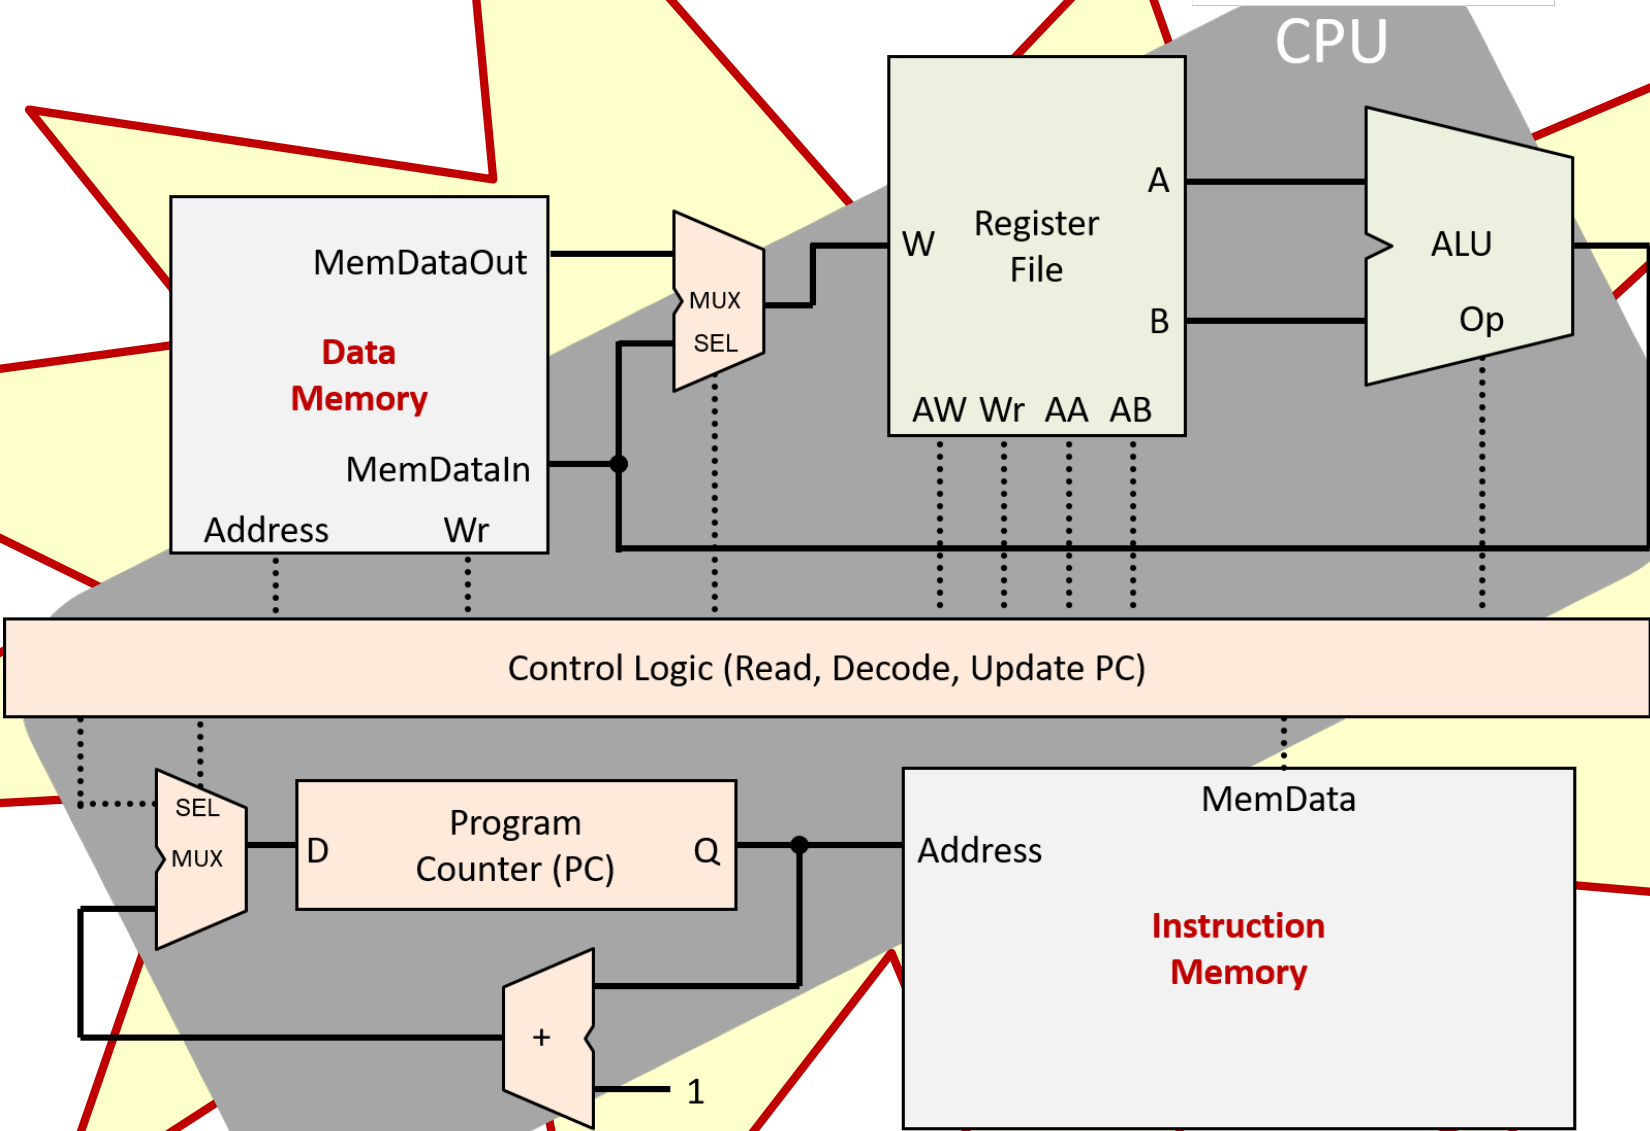 CPU
MemDataOut
Data
Memory
MemDataIn
Address
Wr
MUX
SEL
W
Register
File
A
B
AW Wr AA AB
ALU
Op
Control Logic (Read, Decode, Update PC)
SEL
MUX
D
Program
Counter (PC)
Q
+
1
MemData
Address
Instruction
Memory